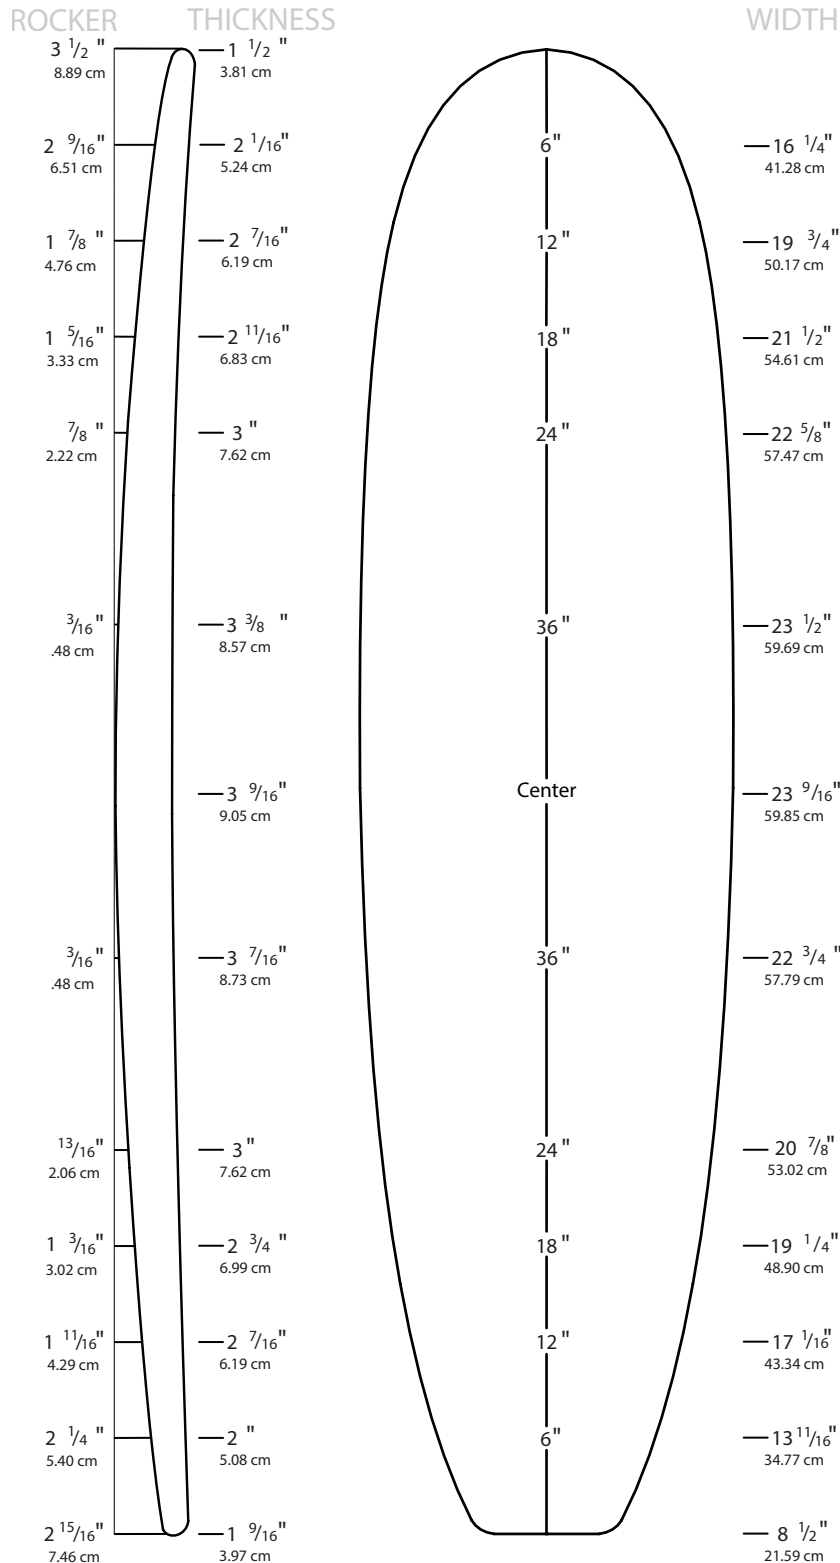 ROCKER THICKNESS WIDTH
3 1/2 " 1 1/2 "
8.89 cm 3.81 cm
2 9/16" 2 1/16" 6" 16 1/4"
6.51 cm 5.24 cm 41.28 cm
1 7/8 " 2 7/16" 12" 19 3/4"
4.76 cm 6.19 cm 50.17 cm
1 5/16" 2 11/16" 18" 21 1/2"
3.33 cm 6.83 cm 54.61 cm
7/8 " 3 " 24" 22 5/8"
2.22 cm 7.62 cm 57.47 cm
3/16" 3 3/8 " 36" 23 1/2"
.48 cm 8.57 cm 59.69 cm
3 9/16" Center 23 9/16"
9.05 cm 59.85 cm
3/16" 3 7/16" 36" 22 3/4 "
.48 cm 8.73 cm 57.79 cm
13/16" 3 " 24" 20 7/8"
2.06 cm 7.62 cm 53.02 cm
1 3/16" 2 3/4 " 18" 19 1/4"
3.02 cm 6.99 cm 48.90 cm
1 11/16" 2 7/16" 12" 17 1/16"
4.29 cm 6.19 cm 43.34 cm
2 1/4 " 2 " 6" 13 11/16"
5.40 cm 5.08 cm 34.77 cm
2 15/16" 1 9/16" 8 1/2"
7.46 cm 3.97 cm 21.59 cm